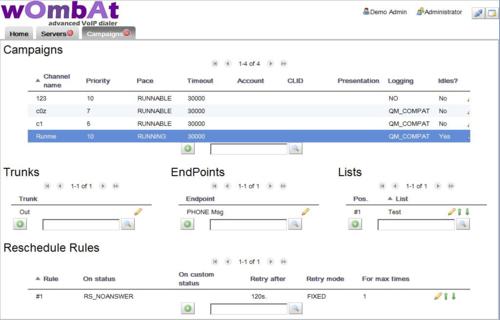 wOmbAt
advanced VoIP dialer
Demo Admin Administrator
Home Servers Campaigns
Campaigns
1-4 of 4
Channel name Priority Pace Timeout Account CLID Presentation Logging Idles?
123 10 RUNNABLE 30000 NO No
c0z 7 RUNNABLE 30000 QM_COMPAT No
c1 5 RUNNABLE 30000 QM_COMPAT No
Runme 10 RUNNING 30000 QM_COMPAT Yes
Trunks EndPoints Lists
1-1 of 1 1-1 of 1 1-1 of 1
Trunk Endpoint Pos. List
Out PHONE Msg #1 Test
Reschedule Rules
1-1 of 1
Rule On status On custom status Retry after Retry mode For max times
#1 RS_NOANSWER 120s. FIXED 1